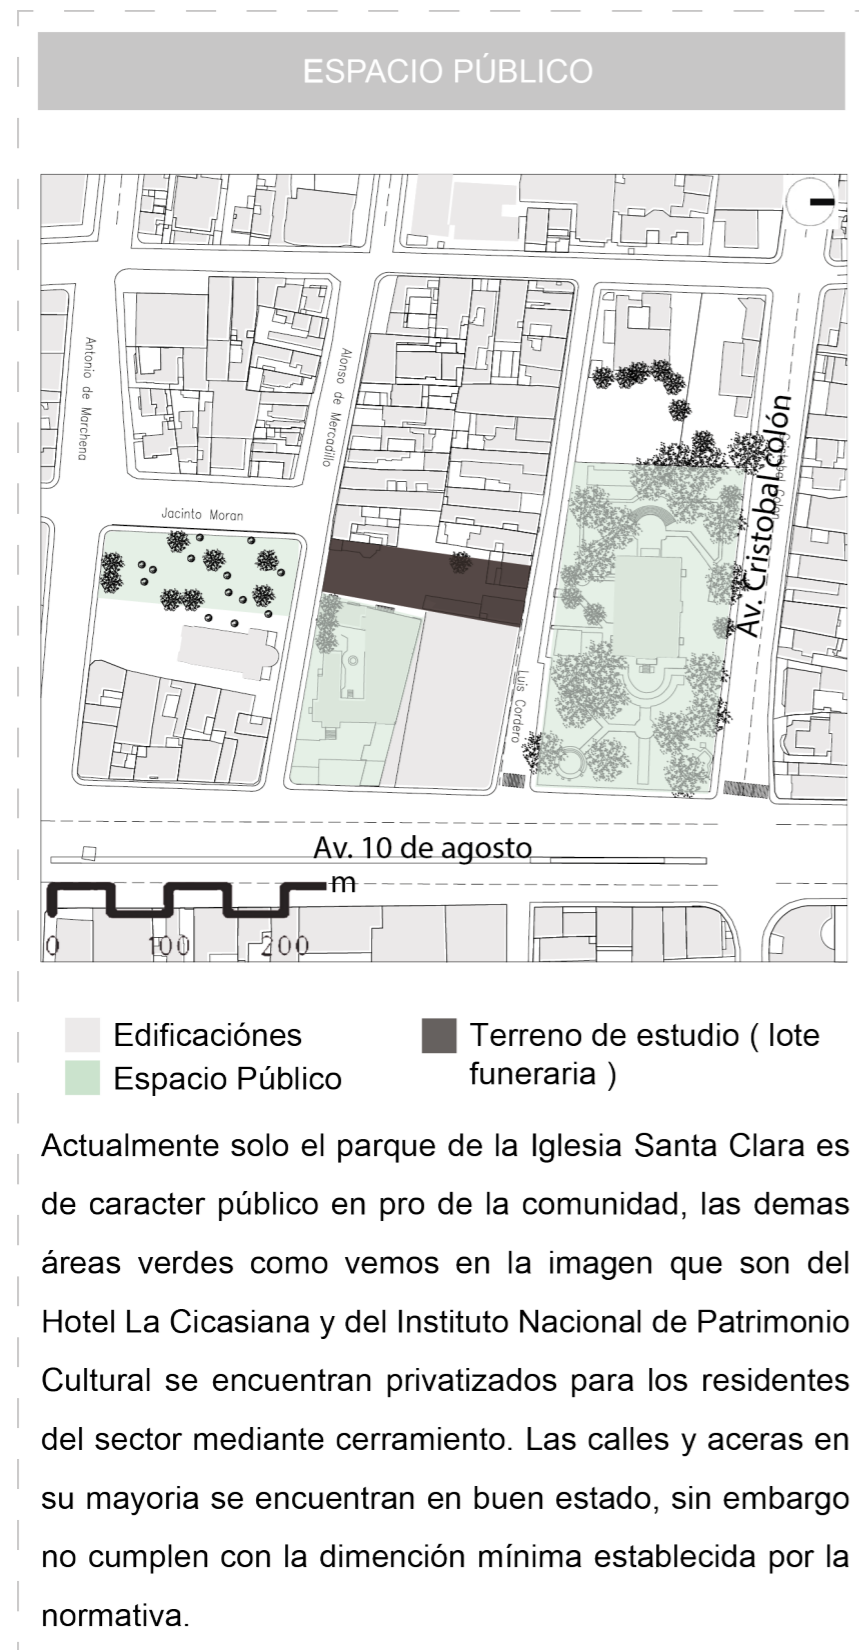 ESPACIO PÚBLICO
Antonio de Marchena
Alonso de Mercadillo
Av. Cristobal colón
Jacinto Moran
Luis Cordero
Av. 10 de agosto
m
0 100 200
Edificaciónes
Espacio Público
Terreno de estudio ( lote
funeraria )
Actualmente solo el parque de la Iglesia Santa Clara es
de caracter público en pro de la comunidad, las demas
áreas verdes como vemos en la imagen que son del
Hotel La Cicasiana y del Instituto Nacional de Patrimonio
Cultural se encuentran privatizados para los residentes
del sector mediante cerramiento. Las calles y aceras en
su mayoria se encuentran en buen estado, sin embargo
no cumplen con la dimención mínima establecida por la
normativa.